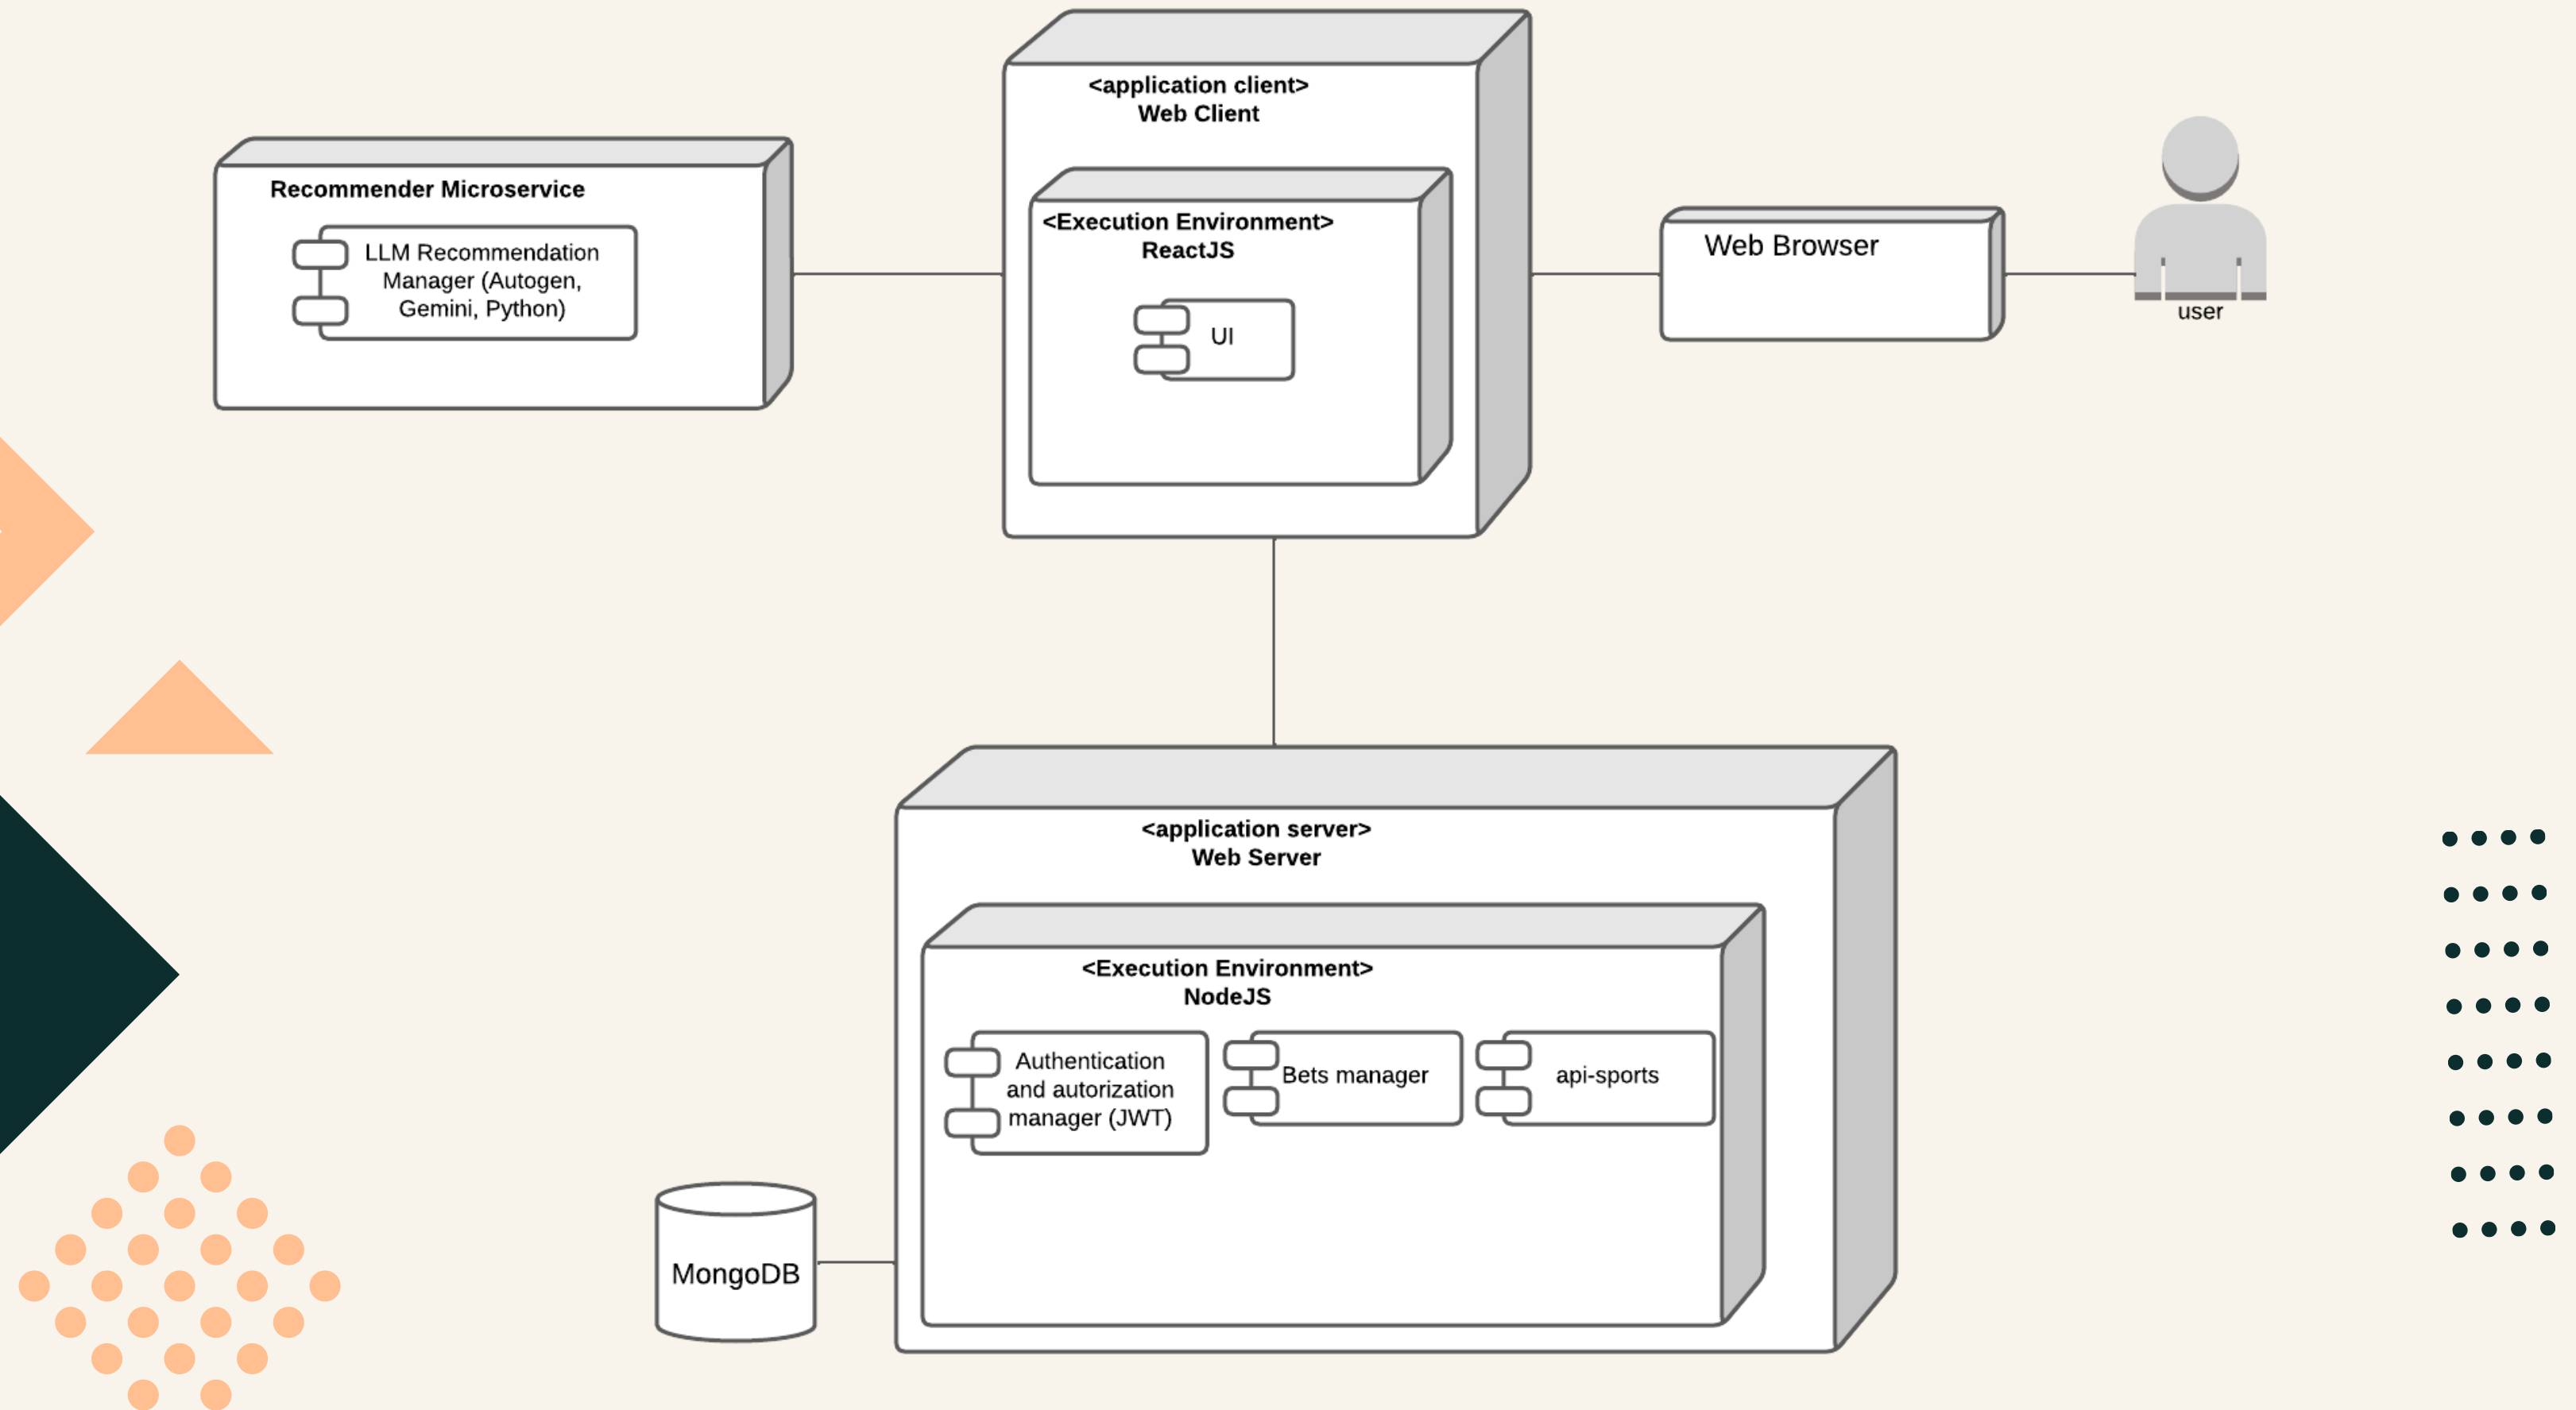 <application client>
Web Client
Recommender Microservice
LLM Recommendation
Manager (Autogen,
Gemini, Python)
<Execution Environment>
ReactJS
UI
Web Browser
user
<application server>
Web Server
<Execution Environment>
NodeJS
Authentication
and autorization
manager (JWT)
Bets manager
api-sports
MongoDB